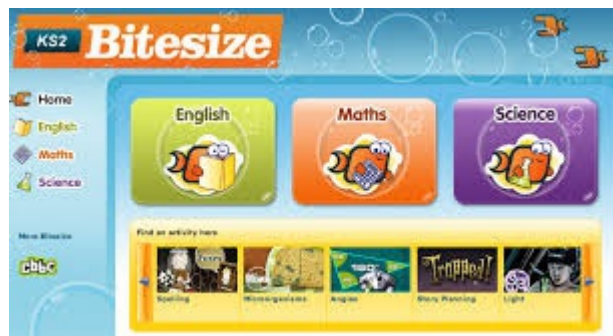 KS2 Bitesize
Home
English
Maths
Science
English
Maths
Science
More Bitesize
cbbc
Find an activity here
Trapped!
Spelling
Microorganisms
Angles
Story Planning
Light